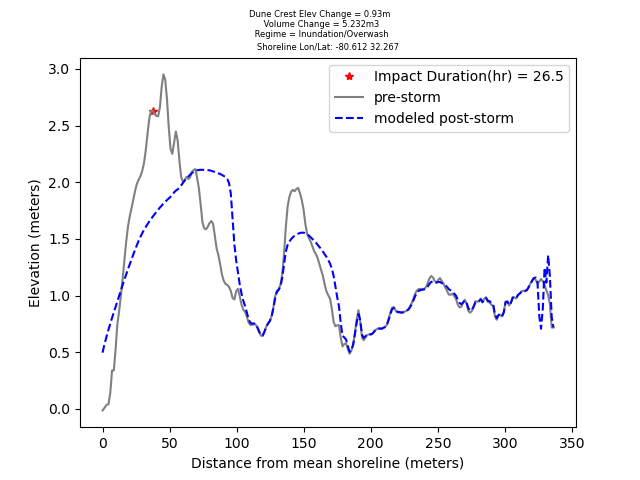 Dune Crest Elev Change = 0.93m
Volume Change = 5.232m3
Regime = Inundation/Overwash
Shoreline Lon/Lat: -80.612 32.267
Impact Duration(hr) = 26.5
pre-storm
modeled post-storm
Elevation (meters)
3.0
2.5
2.0
1.5
1.0
0.5
0.0
0 50 100 150 200 250 300 350
Distance from mean shoreline (meters)